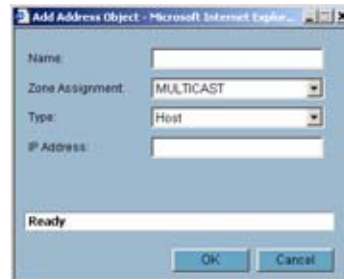 Add Address Object - Microsoft Internet Explor...
Name:
Zone Assignment:
MULTICAST
Type:
Host
IP Address:
Ready
OK
Cancel